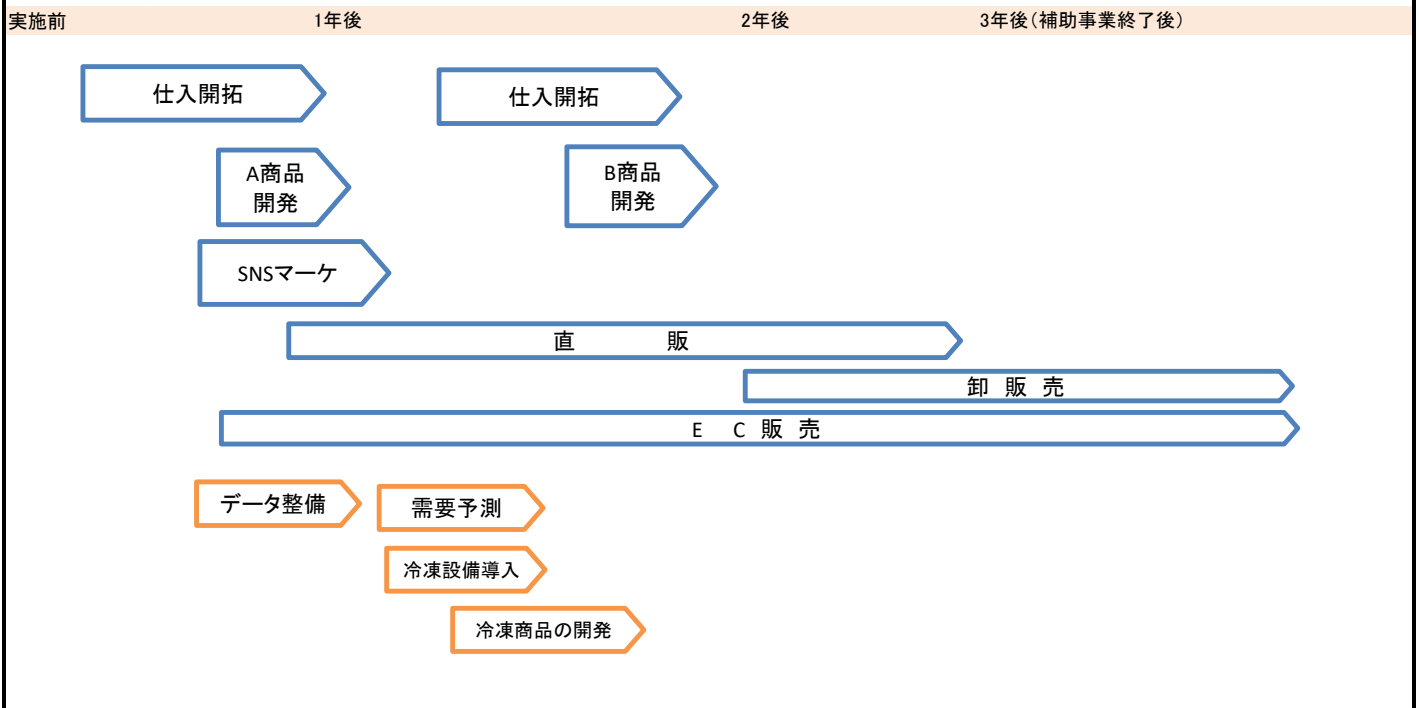 実施前 1年後 2年後 3年後(補助事業終了後)
仕入開拓 仕入開拓
A商品
開発
B商品
開発
SNSマーケ
直 販
卸 販 売
E C 販 売
データ整備 需要予測
冷凍設備導入
冷凍商品の開発